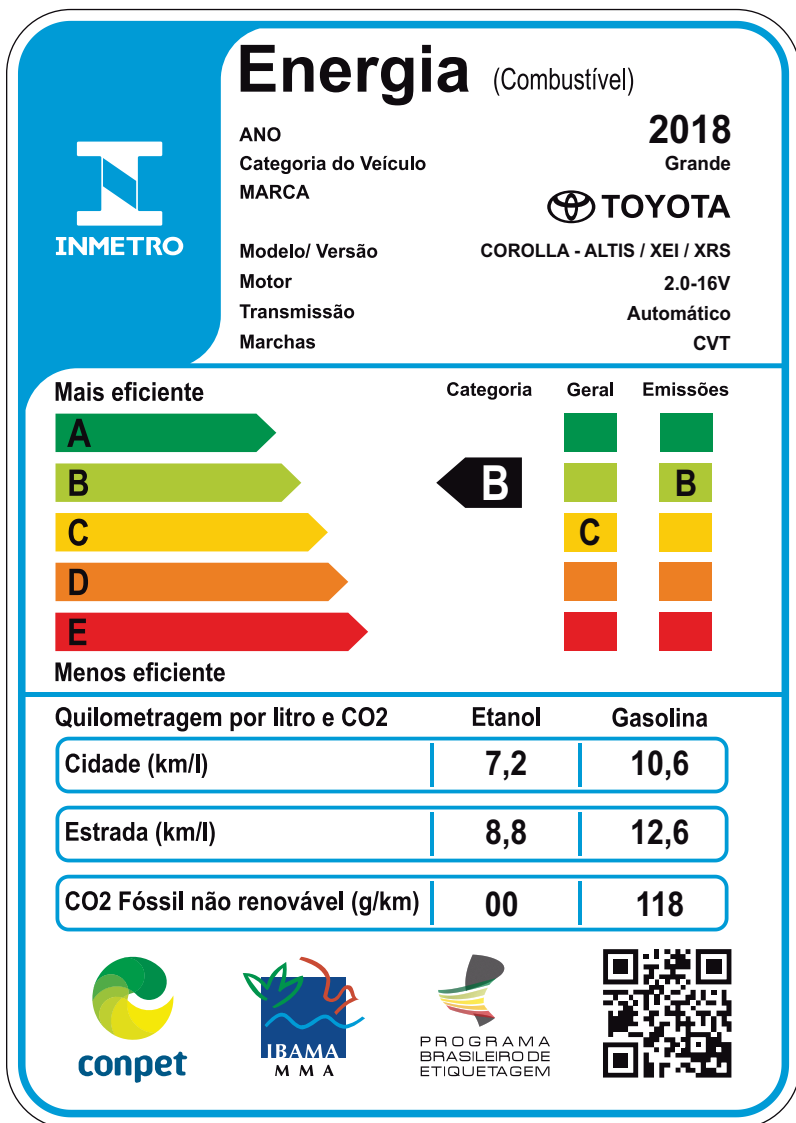 Energia (Combustível)
ANO 2018
Categoria do Veículo Grande
MARCA TOYOTA
INMETRO
Modelo/ Versão COROLLA - ALTIS / XEI / XRS
Motor 2.0-16V
Transmissão Automático
Marchas CVT
Mais eficiente Categoria Geral Emissões
A
B B B
C C
D
E
Menos eficiente
Quilometragem por litro e CO2 Etanol Gasolina
Cidade (km/l) 7,2 10,6
Estrada (km/l) 8,8 12,6
CO2 Fóssil não renovável (g/km) 00 118
conpet
IBAMA
MMA
PROGRAMA
BRASILEIRO DE
ETIQUETAGEM